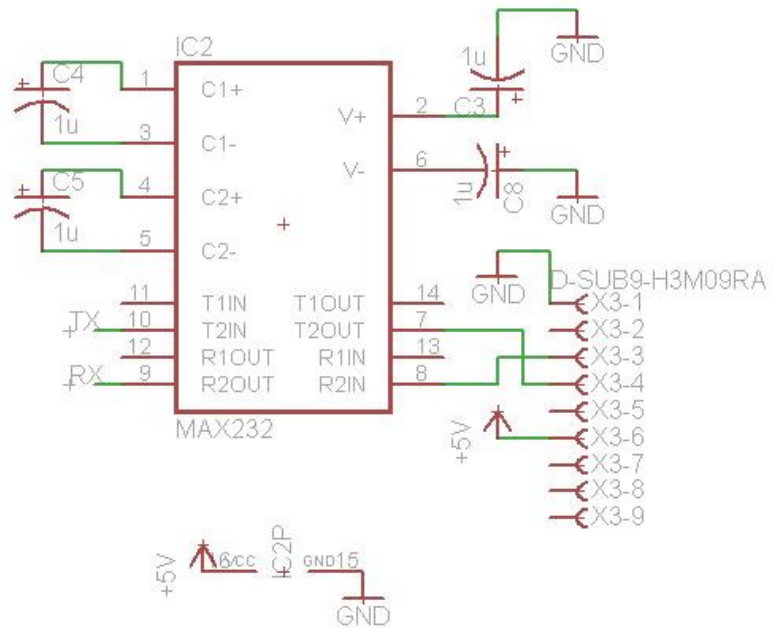 IC2
C4
1u
C5
1u
1
3
4
5
11
10
12
9
TX
RX
C1+
C1-
C2+
C2-
T1IN
T2IN
R1OUT
R2OUT
V+
V-
T1OUT
T2OUT
R1IN
R2IN
2
6
14
7
13
8
MAX232
1u
C3
GND
1u
C8
GND
GND
D-SUB9-H3M09RA
X3-1
X3-2
X3-3
X3-4
X3-5
X3-6
X3-7
X3-8
X3-9
+5V
+5V
16
VCC
IC2P
GND
15
GND